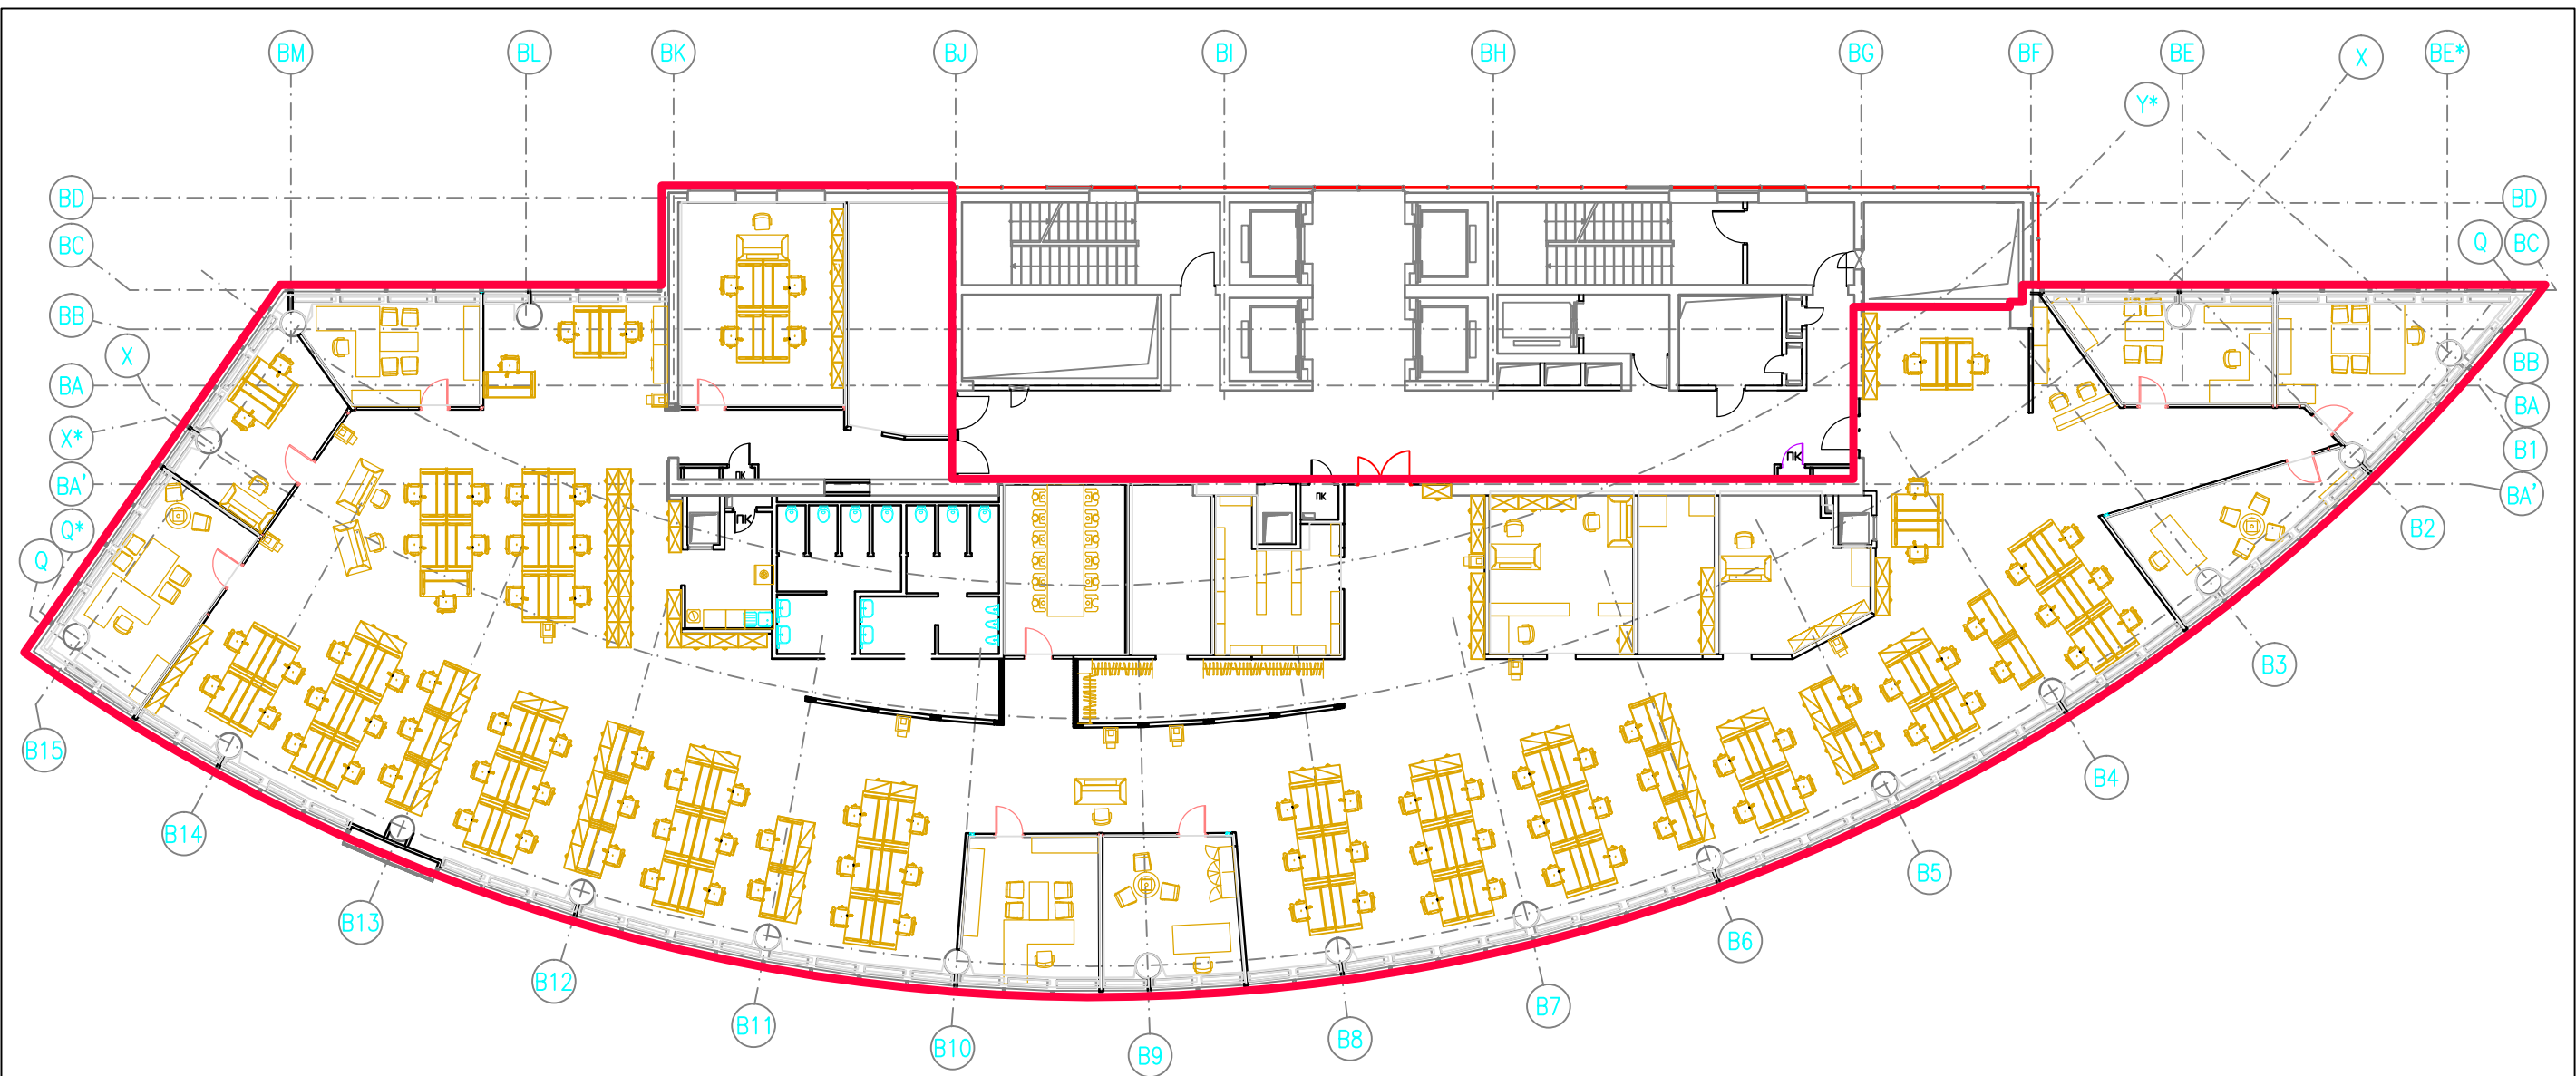 BM BL BK BJ BI BH BG BF BE X BE*
Y*
BD BD
BC Q BC
BB BB
X BA
BA B1
X* BA'
BA' B2
Q*
Q
B3
B15 B4
B14 B5
B13 B6
B12 B7
B11 B8
B10 B9
ПК
ПК
ПК
ПК